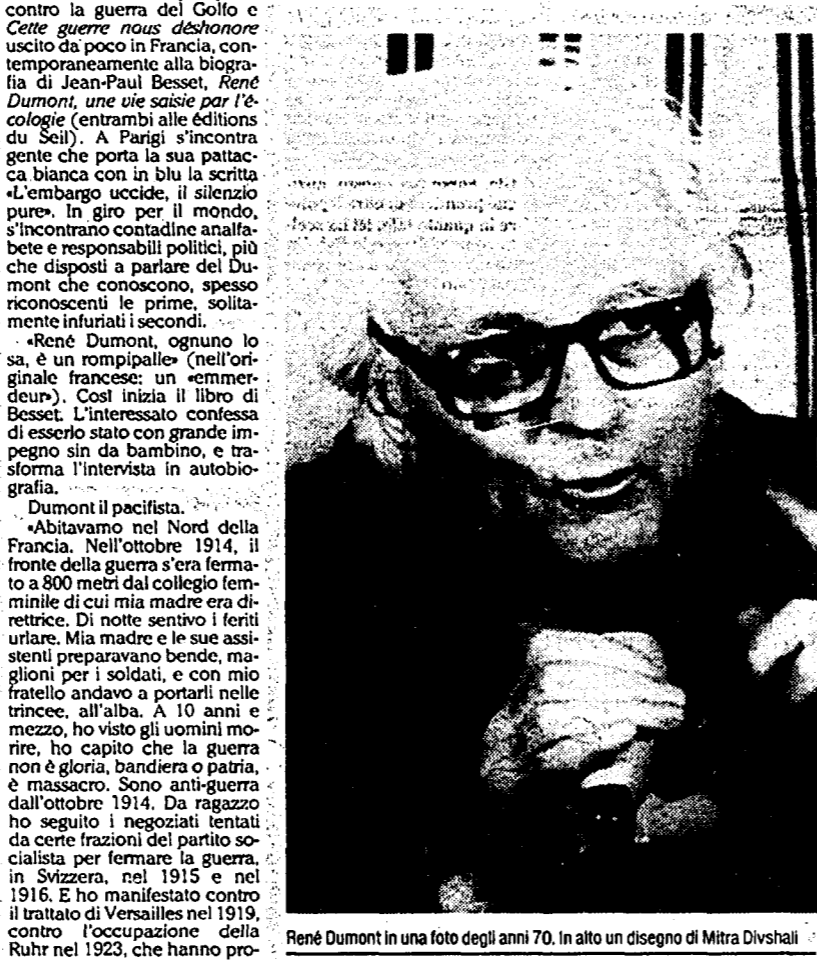 contro la guerra del Golfo e
Cette guerre nous déshonore
uscito da poco in Francia, con-
temporaneamente alla biogra-
fia di Jean-Paul Besset, René
Dumont, une vie saisie par l'é-
cologie (entrambi alle éditions
du Seil). A Parigi s'incontra
gente che porta la sua pattac-
ca bianca con in blu la scritta
«L'embargo uccide, il silenzio
pure». In giro per il mondo,
s'incontrano contadine analfa-
bete e responsabili politici, più
che disposti a parlare del Du-
mont che conoscono, spesso
riconoscenti le prime, solita-
mente infuriati i secondi.
«René Dumont, ognuno lo
sa, è un rompipalle» (nell'ori-
ginale francese: un «emmer-
deur»). Così inizia il libro di
Besset. L'interessato confessa
di esserlo stato con grande im-
pegno sin da bambino, e tra-
sforma l'intervista in autobio-
grafia.
Dumont il pacifista.
«Abitavamo nel Nord della
Francia. Nell'ottobre 1914, il
fronte della guerra s'era ferma-
to a 800 metri dal collegio fem-
minile di cui mia madre era di-
rettrice. Di notte sentivo i feriti
urlare. Mia madre e le sue assi-
stenti preparavano bende, ma-
glioni per i soldati, e con mio
fratello andavo a portarli nelle
trincee, all'alba. A 10 anni e
mezzo, ho visto gli uomini mo-
rire, ho capito che la guerra
non è gloria, bandiera o patria,
è massacro. Sono anti-guerra
dall'ottobre 1914. Da ragazzo
ho seguito i negoziati tentati
da certe frazioni del partito so-
cialista per fermare la guerra,
in Svizzera, nel 1915 e nel
1916. E ho manifestato contro
il trattato di Versailles nel 1919,
contro l'occupazione della
Ruhr nel 1923, che hanno pro-
René Dumont in una foto degli anni 70. In alto un disegno di Mitra Divshali